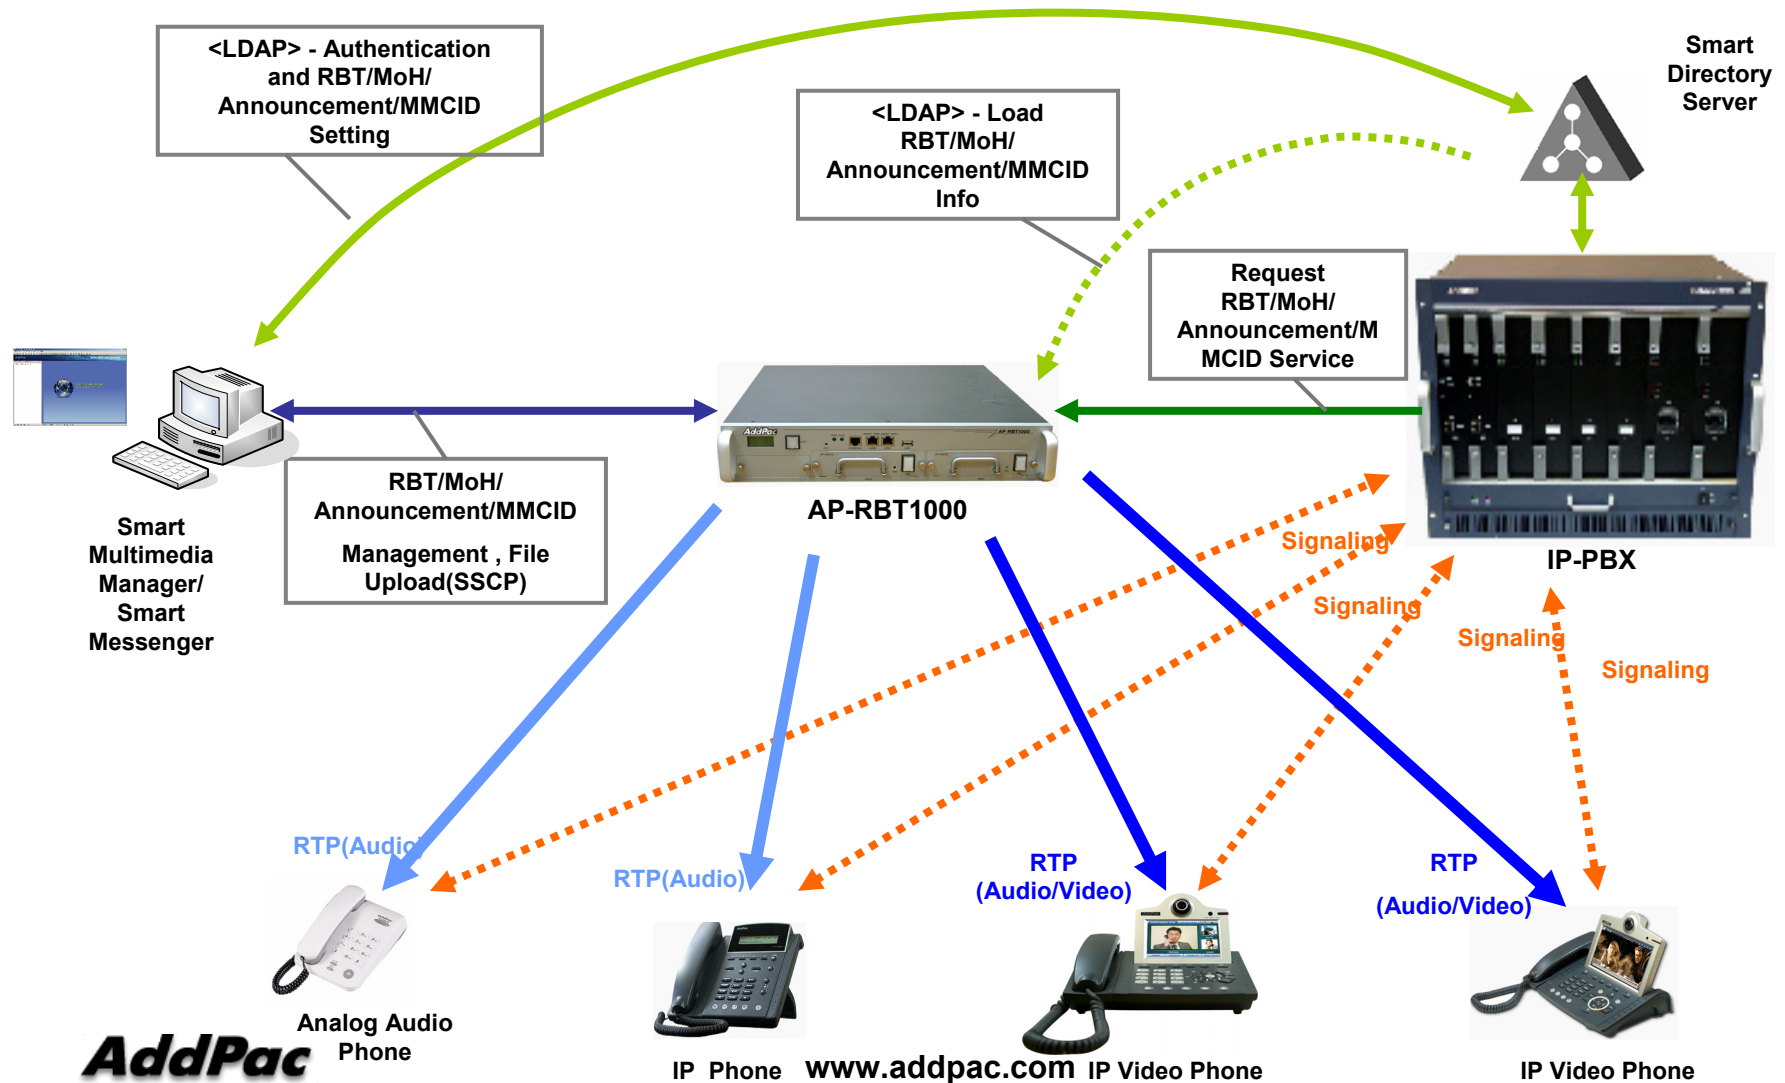 <LDAP> - Authentication
and RBT/MoH/
Announcement/MMCID
Setting
<LDAP> - Load
RBT/MoH/
Announcement/MMCID
Info
Smart
Directory
Server
Request
RBT/MoH/
Announcement/M
MCID Service
AddPac
AP-RBT1000
RBT/MoH/
Announcement/MMCID
Management , File
Upload(SSCP)
AP-RBT1000
IP-PBX
Smart
Multimedia
Manager/
Smart
Messenger
Signaling
Signaling
Signaling
Signaling
RTP(Audio)
RTP(Audio)
RTP
(Audio/Video)
RTP
(Audio/Video)
Analog Audio
Phone
IP Phone
IP Video Phone
IP Video Phone
AddPac
www.addpac.com